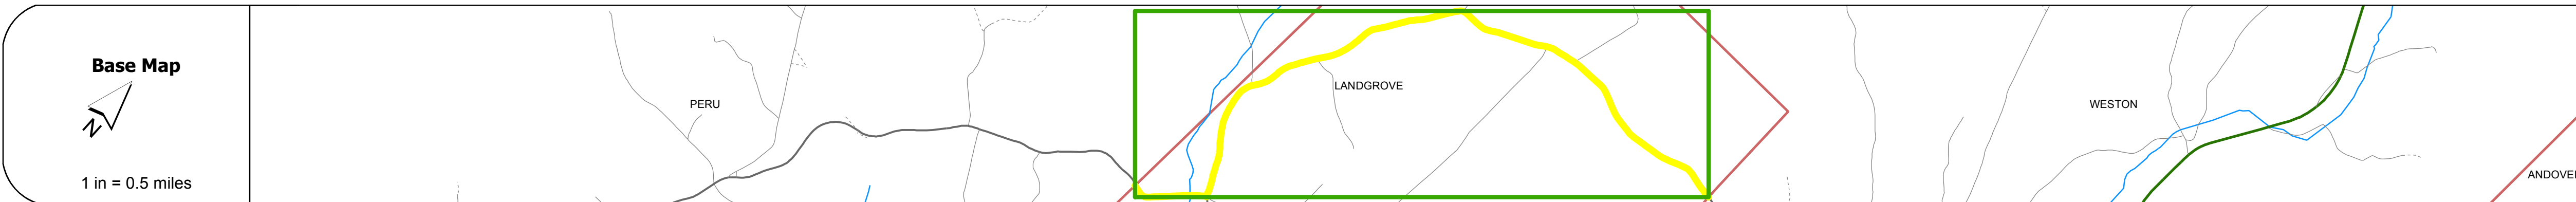 Base Map
N
1 in = 0.5 miles
PERU
LANDGROVE
WESTON
ANDOVE